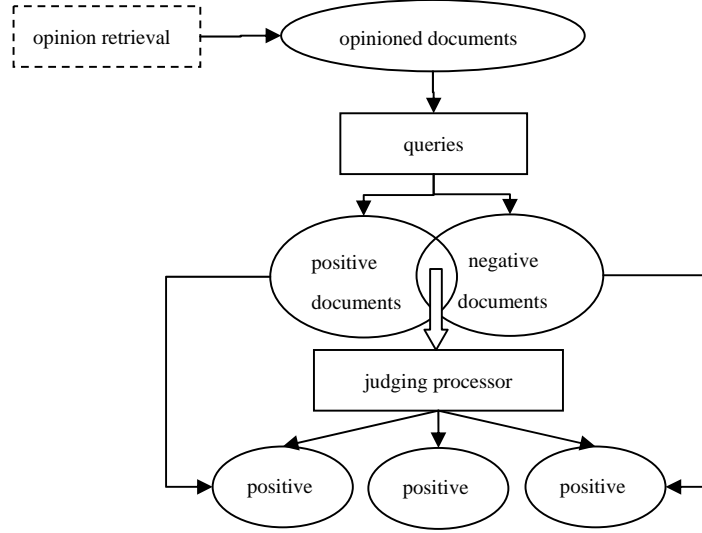 opinion retrieval
opinioned documents
queries
positive
documents
negative
documents
judging processor
positive
positive
positive